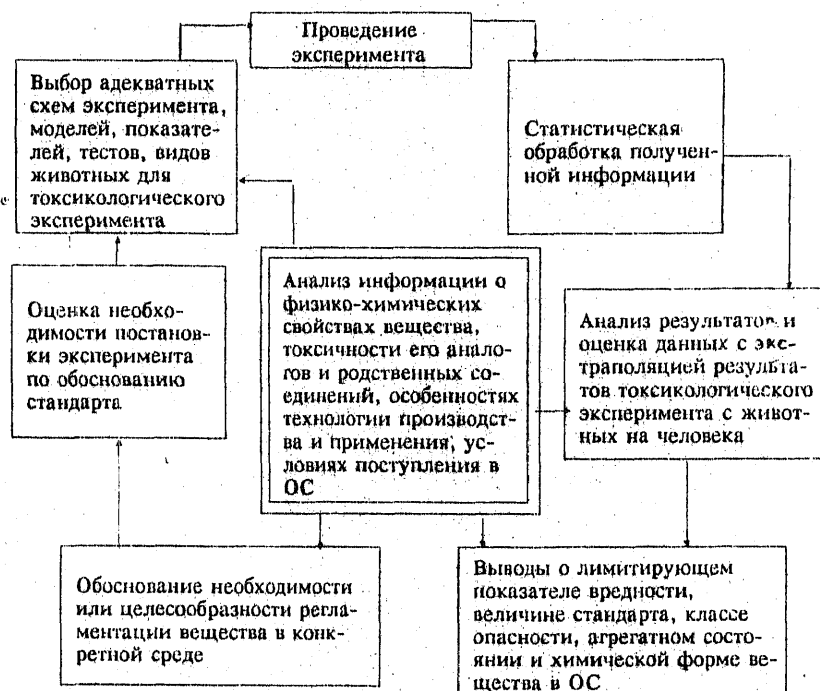 Проведение
эксперимента
Выбор адекватных
схем эксперимента,
моделей, показате-
лей, тестов, видов
животных для
токсикологического
эксперимента
Статистическая
обработка получен-
ной информации
Оценка необхо-
димости постанов-
ки эксперимента
по обоснованию
стандарта
Анализ информации о
физико-химических
свойствах вещества,
токсичности его анало-
гов и родственных со-
единений, особенностях
технологии производст-
ва и применения, ус-
ловиях поступления в
ОС
Анализ результатов и
оценка данных с экс-
траполяцией результа-
тов токсикологического
эксперимента с живот-
ных на человека
Обоснование необходимости
или целесообразности регла-
ментации вещества в конк-
ретной среде
Выводы о лимитирующем
показателе вредности,
величине стандарта, классе
опасности, агрегатном состо-
янии и химической форме ве-
щества в ОС